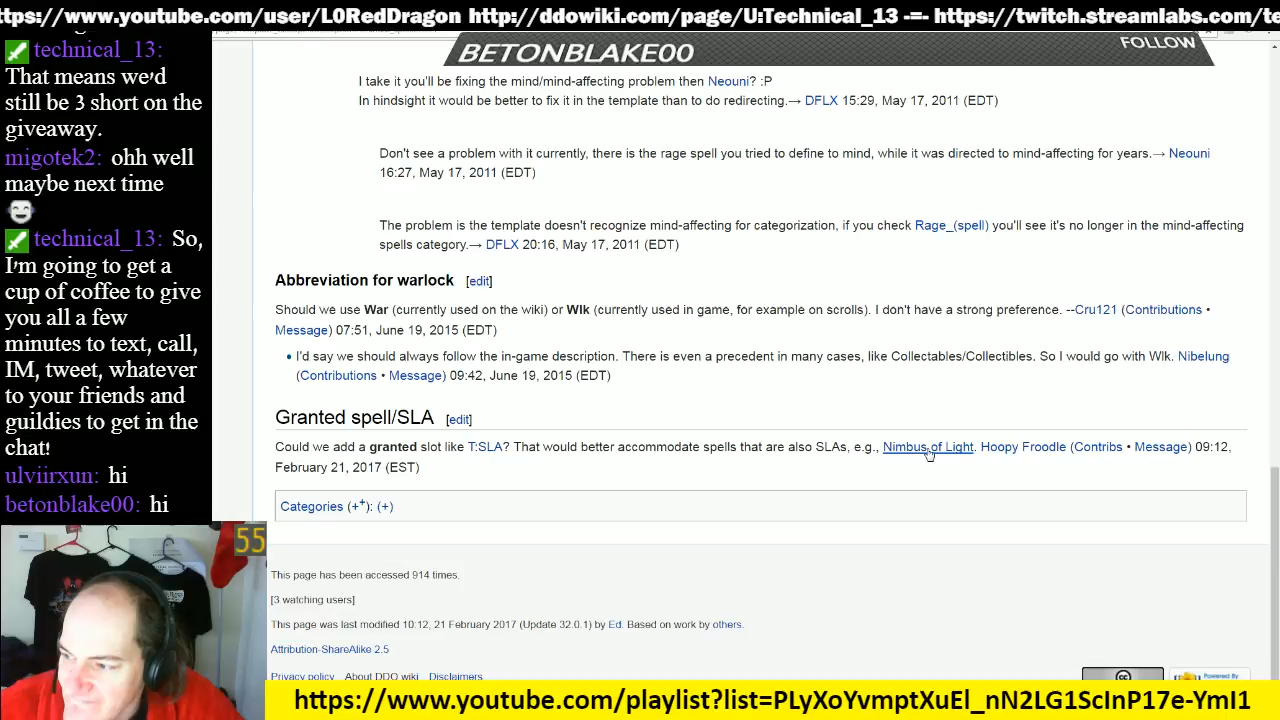 https://www.youtube.com/user/L0RedDragon http://ddowiki.com/page/U:Technical_13 -=- https://twitch.streamlabs.com/te
technical_13:
That means we'd
still be 3 short on the
giveaway.
migotek2: ohh well
maybe next time
technical_13: So,
I'm going to get a
cup of coffee to give
you all a few
minutes to text, call,
IM, tweet, whatever
to your friends and
guildies to get in the
chat!
ulviirxun: hi
betonblake00: hi
55
BETONBLAKE00
FOLLOW
I take it you'll be fixing the mind/mind-affecting problem then Neouni? :P
In hindsight it would be better to fix it in the template than to do redirecting.→ DFLX 15:29, May 17, 2011 (EDT)
Don't see a problem with it currently, there is the rage spell you tried to define to mind, while it was directed to mind-affecting for years.→ Neouni
16:27, May 17, 2011 (EDT)
The problem is the template doesn't recognize mind-affecting for categorization, if you check Rage_(spell) you'll see it's no longer in the mind-affecting
spells category.→ DFLX 20:16, May 17, 2011 (EDT)
Abbreviation for warlock [edit]
Should we use War (currently used on the wiki) or Wlk (currently used in game, for example on scrolls). I don't have a strong preference. --Cru121 (Contributions •
Message) 07:51, June 19, 2015 (EDT)
• I'd say we should always follow the in-game description. There is even a precedent in many cases, like Collectables/Collectibles. So I would go with Wlk. Nibelung
(Contributions • Message) 09:42, June 19, 2015 (EDT)
Granted spell/SLA [edit]
Could we add a granted slot like T:SLA? That would better accommodate spells that are also SLAs, e.g., Nimbus of Light. Hoopy Froodle (Contribs • Message) 09:12,
February 21, 2017 (EST)
Categories (+⁺): (+)
This page has been accessed 914 times.
[3 watching users]
This page was last modified 10:12, 21 February 2017 (Update 32.0.1) by Ed. Based on work by others.
Attribution-ShareAlike 2.5
Privacy policy About DDO wiki Disclaimers
Powered By
https://www.youtube.com/playlist?list=PLyXoYvmptXuEl_nN2LG1ScInP17e-YmI1